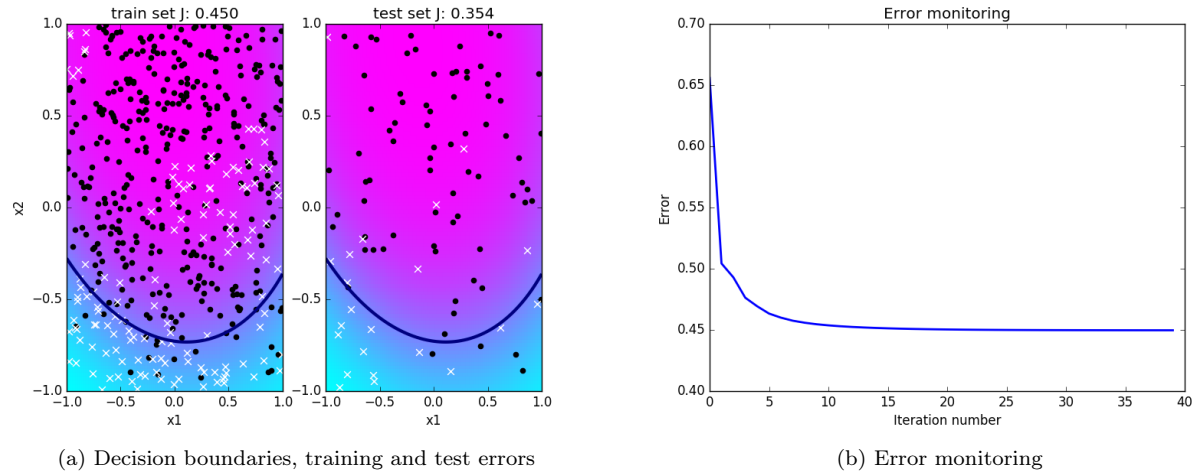 train set J: 0.450
test set J: 0.354
Error monitoring
1.0
0.5
0.0
−0.5
−1.0
x2
−1.0 −0.5 0.0 0.5 1.0
x1
−1.0 −0.5 0.0 0.5 1.0
x1
0.70
0.65
0.60
0.55
0.50
0.45
0.40
Error
0 5 10 15 20 25 30 35 40
Iteration number
(a) Decision boundaries, training and test errors
(b) Error monitoring